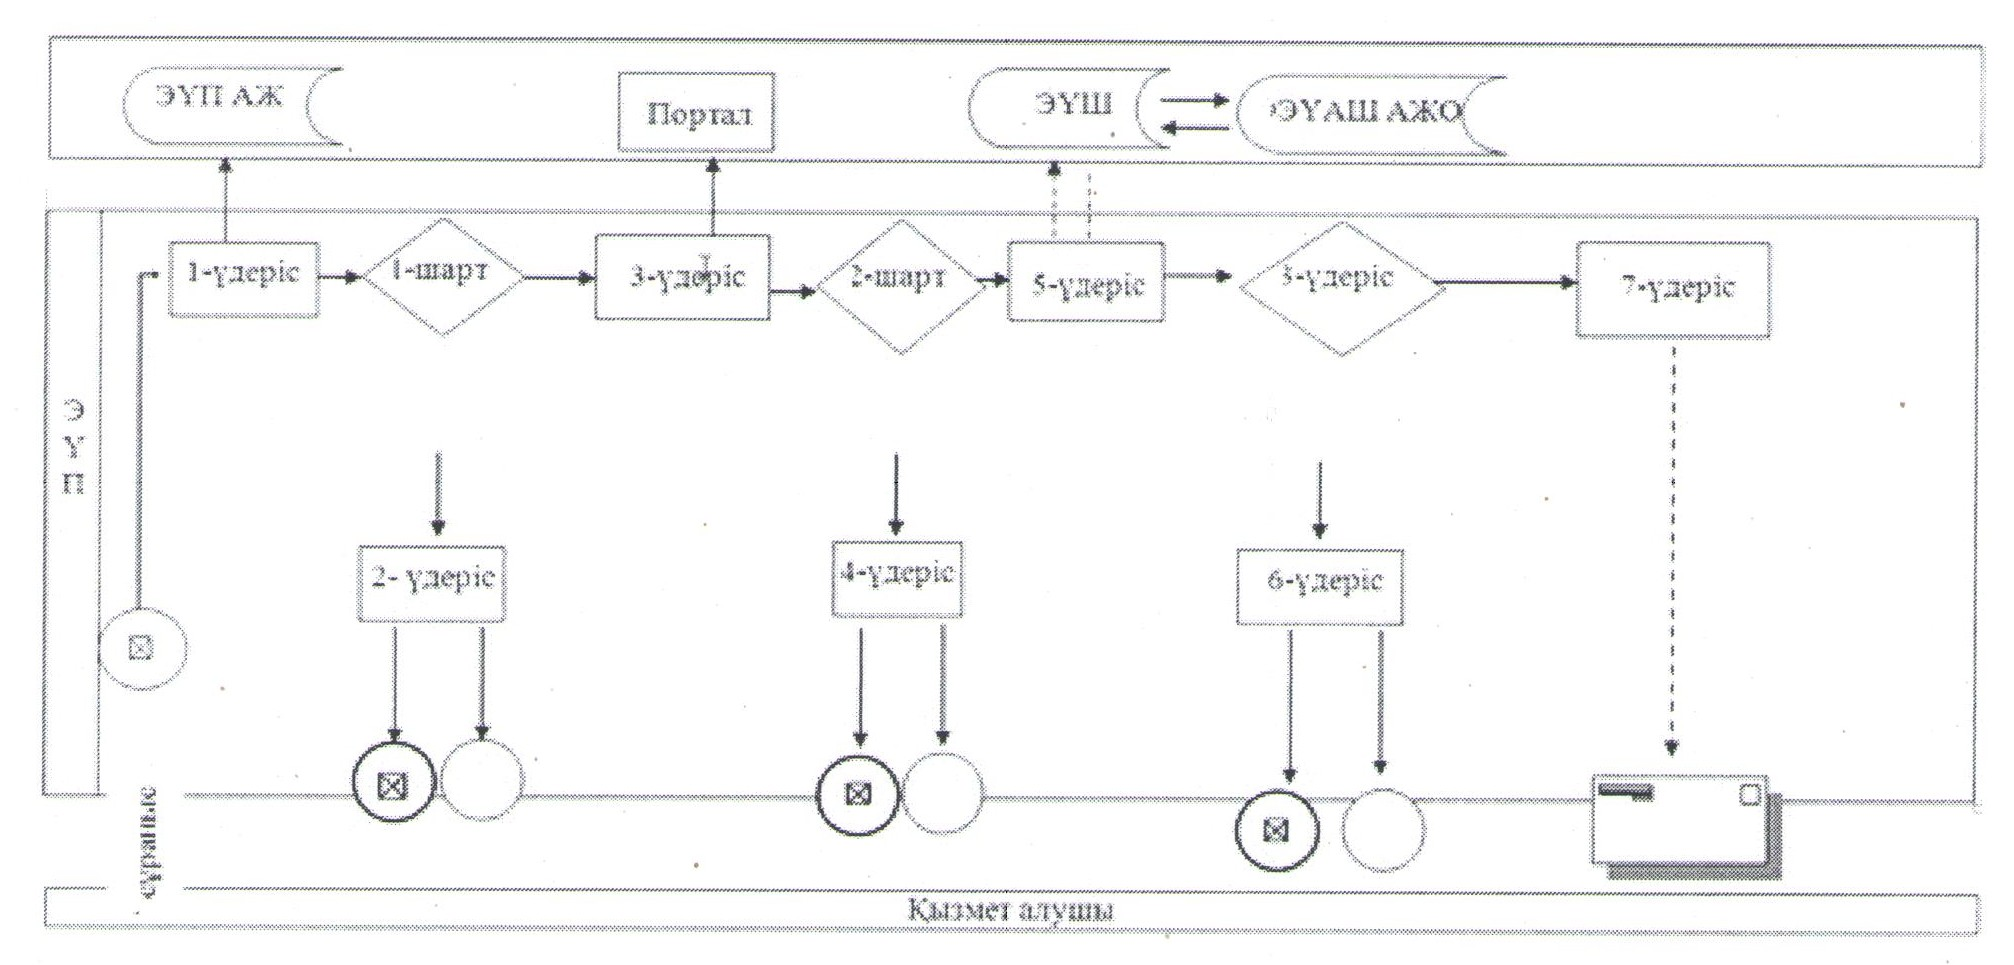 ЭҮП АЖ
Портал
ЭҮШ
ЭҮАШ АЖО
1-үдеріс
1-шарт
3-үдеріс
2-шарт
5-үдеріс
3-үдеріс
7-үдеріс
ЭҮП
2- үдеріс
4-үдеріс
6-үдеріс
сұраныс
Қызмет алушы